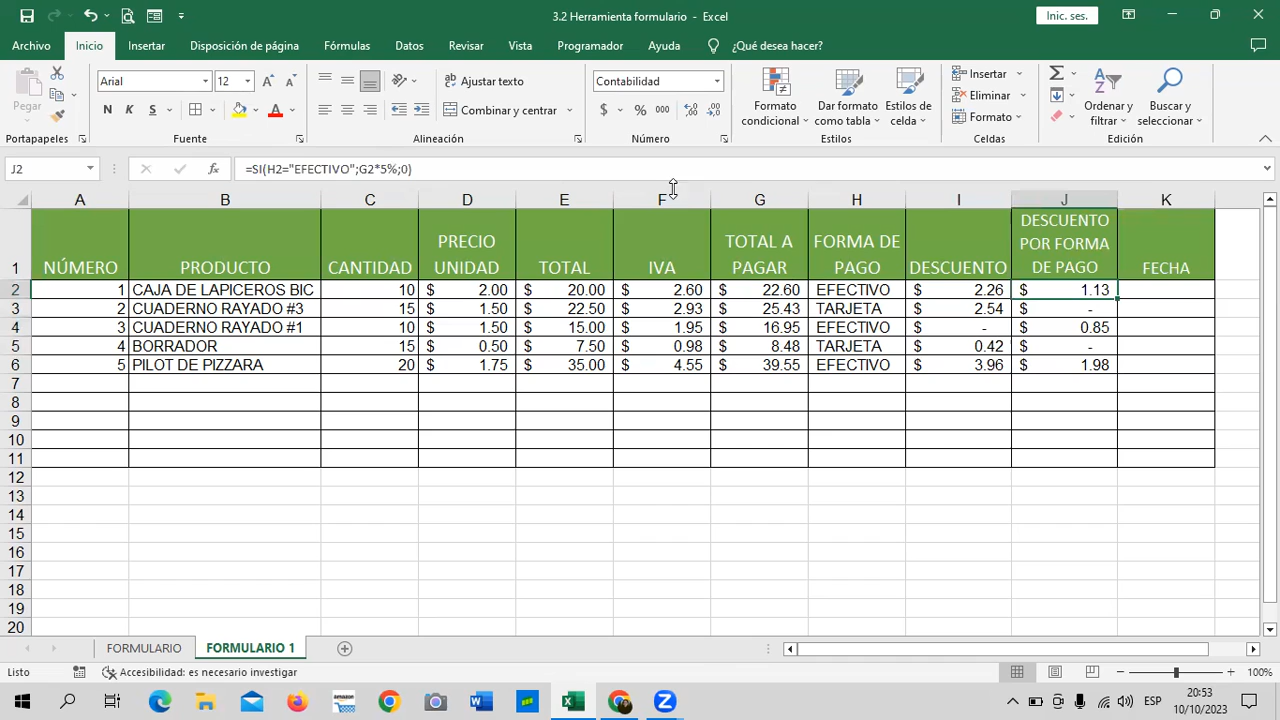 3.2 Herramienta formulario - Excel
Inic. ses.
Archivo Inicio Insertar Disposición de página Fórmulas Datos Revisar Vista Programador Ayuda ¿Qué desea hacer?
Pegar
Portapapeles
Arial 12
N K S
Fuente
Ajustar texto
Combinar y centrar
Alineación
Contabilidad
$ % 000
Número
Formato condicional
Dar formato como tabla
Estilos de celda
Estilos
Insertar
Eliminar
Formato
Celdas
Ordenar y filtrar
Buscar y seleccionar
Edición
J2 fx =SI(H2="EFECTIVO";G2*5%;0)
A B C D E F G H I J K
1 NÚMERO PRODUCTO CANTIDAD PRECIO UNIDAD TOTAL IVA TOTAL A PAGAR FORMA DE PAGO DESCUENTO DESCUENTO POR FORMA DE PAGO FECHA
2 1 CAJA DE LAPICEROS BIC 10 $ 2.00 $ 20.00 $ 2.60 $ 22.60 EFECTIVO $ 2.26 $ 1.13
3 2 CUADERNO RAYADO #3 15 $ 1.50 $ 22.50 $ 2.93 $ 25.43 TARJETA $ 2.54 $ -
4 3 CUADERNO RAYADO #1 10 $ 1.50 $ 15.00 $ 1.95 $ 16.95 EFECTIVO $ - $ 0.85
5 4 BORRADOR 15 $ 0.50 $ 7.50 $ 0.98 $ 8.48 TARJETA $ 0.42 $ -
6 5 PILOT DE PIZZARA 20 $ 1.75 $ 35.00 $ 4.55 $ 39.55 EFECTIVO $ 3.96 $ 1.98
7
8
9
10
11
12
13
14
15
16
17
18
19
20
FORMULARIO FORMULARIO 1
Listo Accesibilidad: es necesario investigar 100%
ESP 20:53
10/10/2023